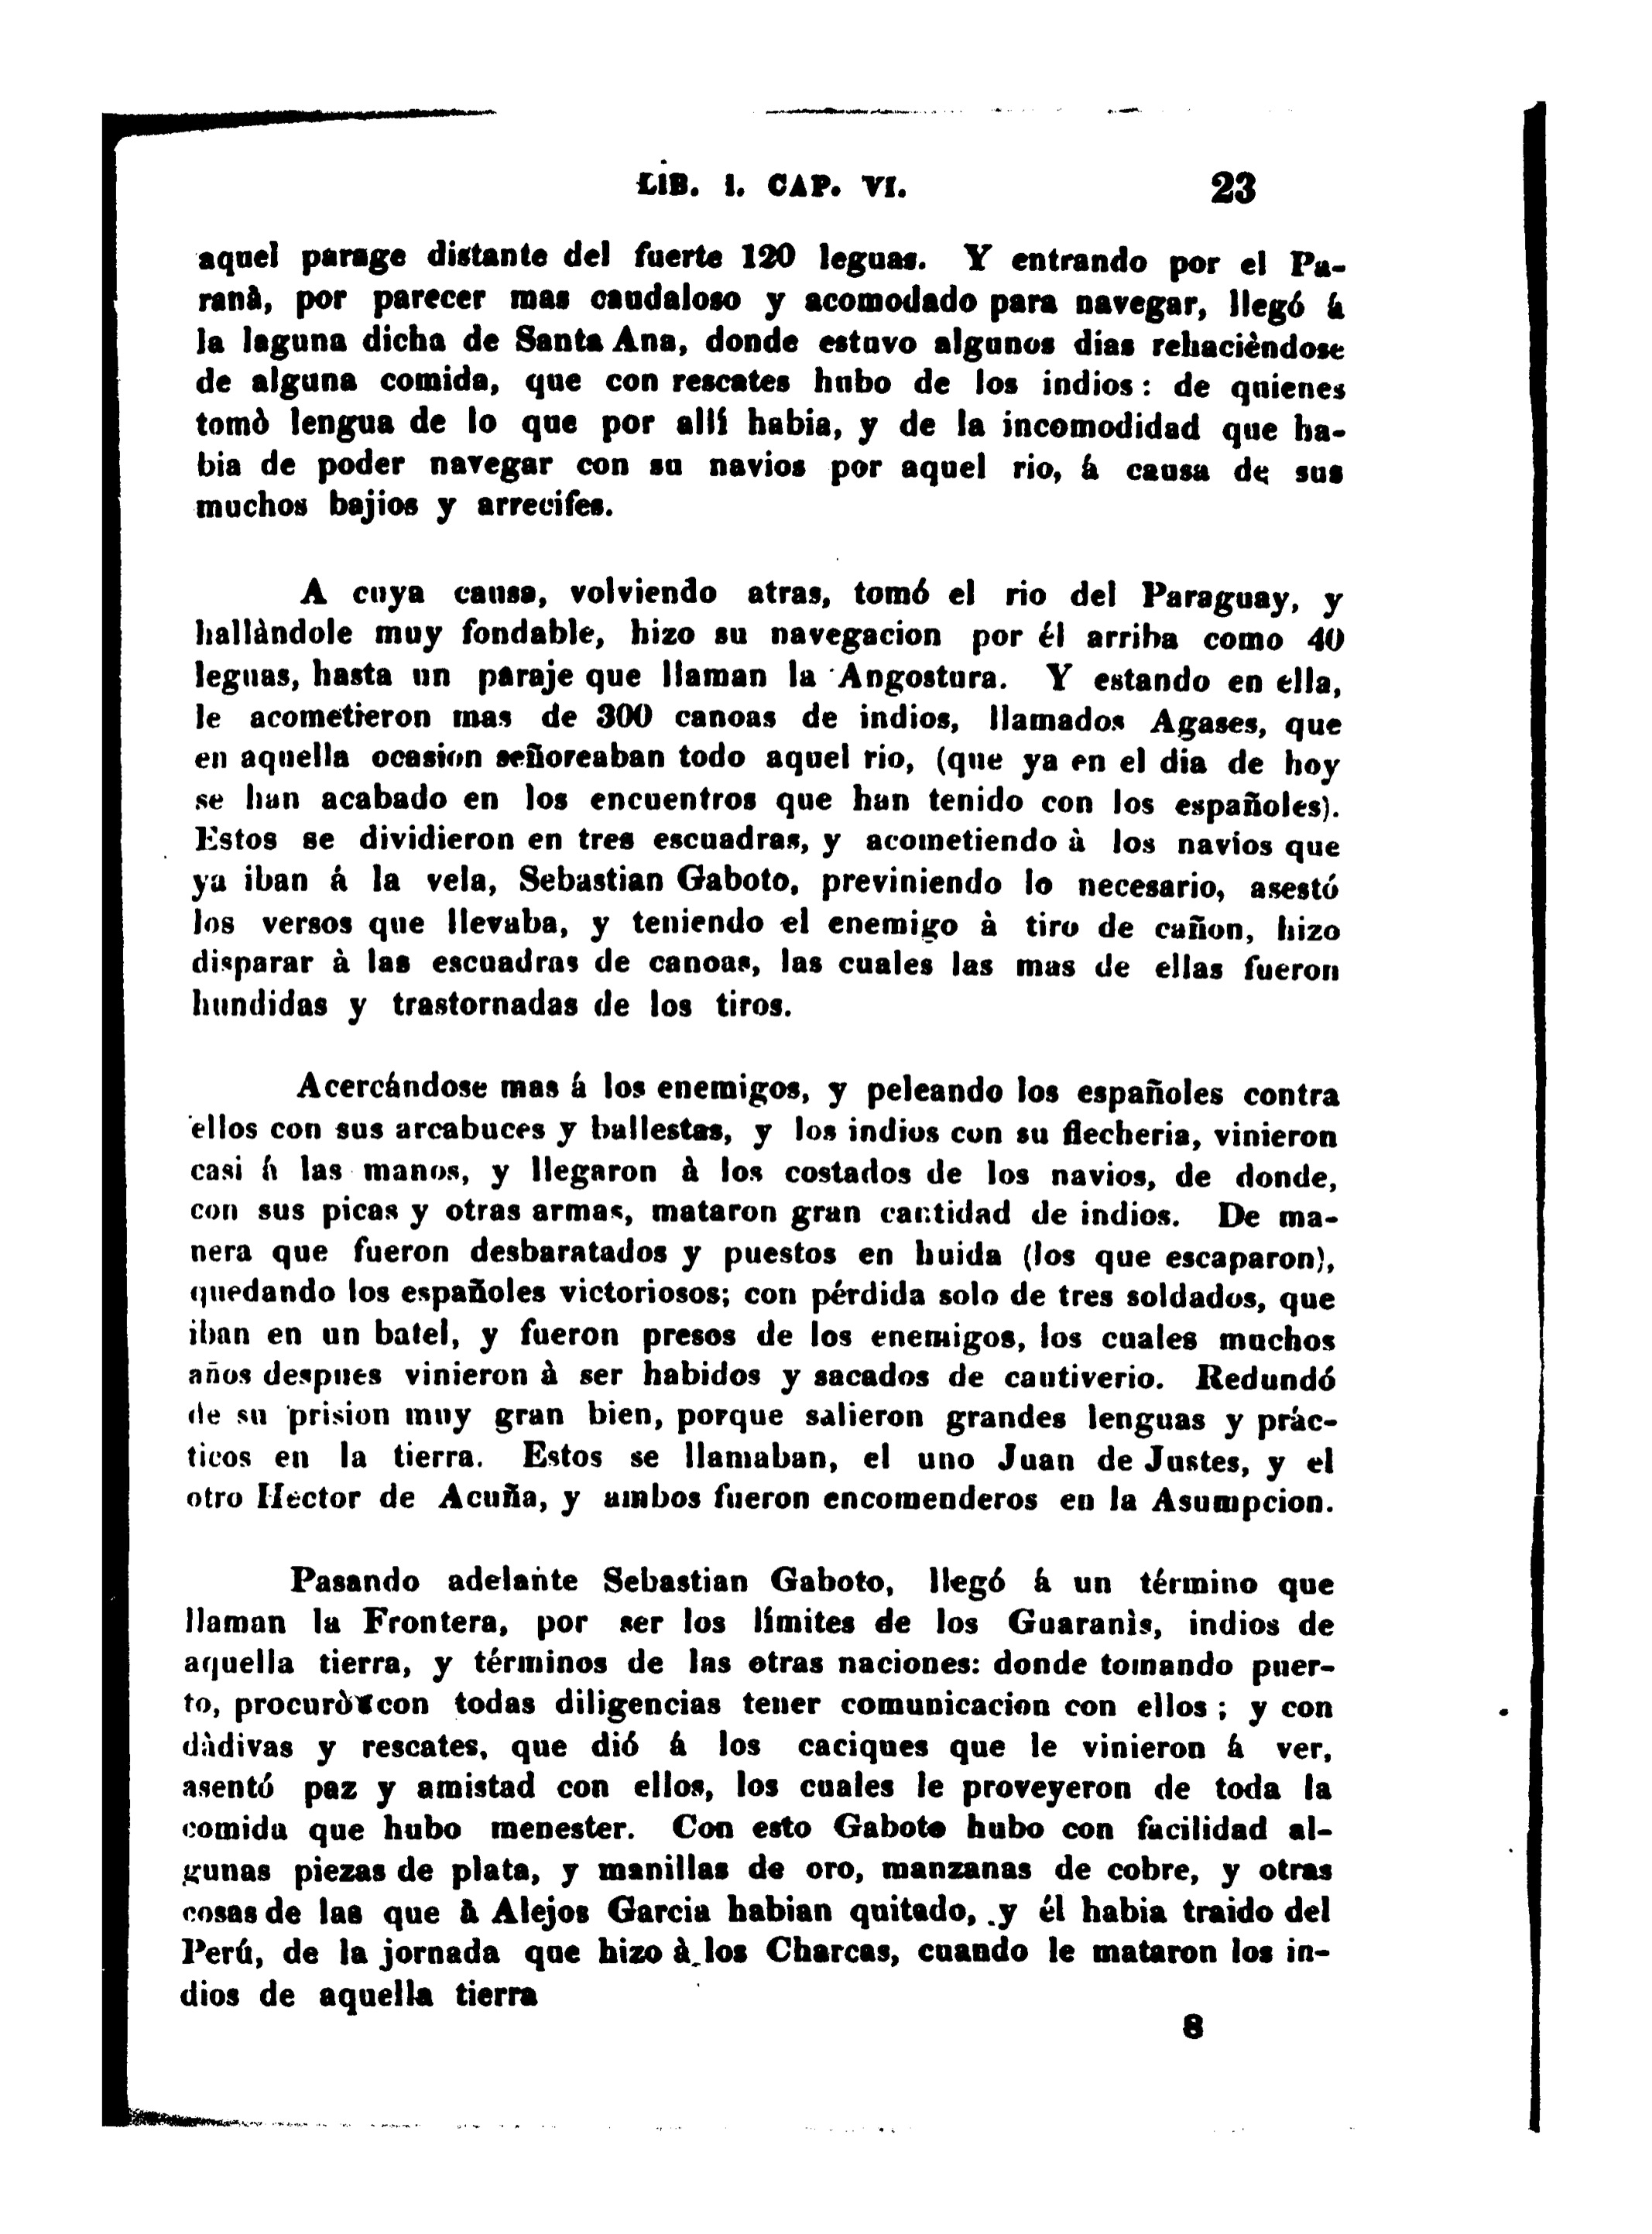 LIB. I. CAP. VI. 23
aquel parage distante del fuerte 120 leguas. Y entrando por el Pa-
ranà, por parecer mas caudaloso y acomodado para navegar, llegó á
la laguna dicha de Santa Ana, donde estuvo algunos dias rehacièndose
de alguna comida, que con rescates hubo de los indios: de quienes
tomò lengua de lo que por allí habia, y de la incomodidad que ha-
bia de poder navegar con su navios por aquel rio, á causa de sus
muchos bajios y arrecifes.
A cuya causa, volviendo atras, tomó el rio del Paraguay, y
hallàndole muy fondable, hizo su navegacion por él arriba como 40
leguas, hasta un paraje que llaman la Angostura. Y estando en ella,
le acometieron mas de 300 canoas de indios, llamados Agases, que
en aquella ocasion señoreaban todo aquel rio, (que ya en el dia de hoy
se han acabado en los encuentros que han tenido con los españoles).
Estos se dividieron en tres escuadras, y acometiendo à los navios que
ya iban á la vela, Sebastian Gaboto, previniendo lo necesario, asestó
los versos que llevaba, y teniendo el enemigo à tiro de cañon, hizo
disparar à las escuadras de canoas, las cuales las mas de ellas fueron
hundidas y trastornadas de los tiros.
Acercándose mas á los enemigos, y peleando los españoles contra
ellos con sus arcabuces y ballestas, y los indios con su flecheria, vinieron
casi á las manos, y llegaron à los costados de los navios, de donde,
con sus picas y otras armas, mataron gran cantidad de indios. De ma-
nera que fueron desbaratados y puestos en huida (los que escaparon),
quedando los españoles victoriosos; con pérdida solo de tres soldados, que
iban en un batel, y fueron presos de los enemigos, los cuales muchos
años despues vinieron à ser habidos y sacados de cautiverio. Redundó
de su prision muy gran bien, porque salieron grandes lenguas y prác-
ticos en la tierra. Estos se llamaban, el uno Juan de Justes, y el
otro Hèctor de Acuña, y ambos fueron encomenderos en la Asumpcion.
Pasando adelante Sebastian Gaboto, llegó á un término que
llaman la Frontera, por ser los límites de los Guaranìs, indios de
aquella tierra, y términos de las otras naciones: donde tomando puer-
to, procurò con todas diligencias tener comunicacion con ellos; y con
dàdivas y rescates, que dió á los caciques que le vinieron á ver,
asentó paz y amistad con ellos, los cuales le proveyeron de toda la
comida que hubo menester. Con esto Gaboto hubo con facilidad al-
gunas piezas de plata, y manillas de oro, manzanas de cobre, y otras
cosas de las que à Alejos Garcia habian quitado, y él habia traido del
Perú, de la jornada que hizo à los Charcas, cuando le mataron los in-
dios de aquella tierra
8